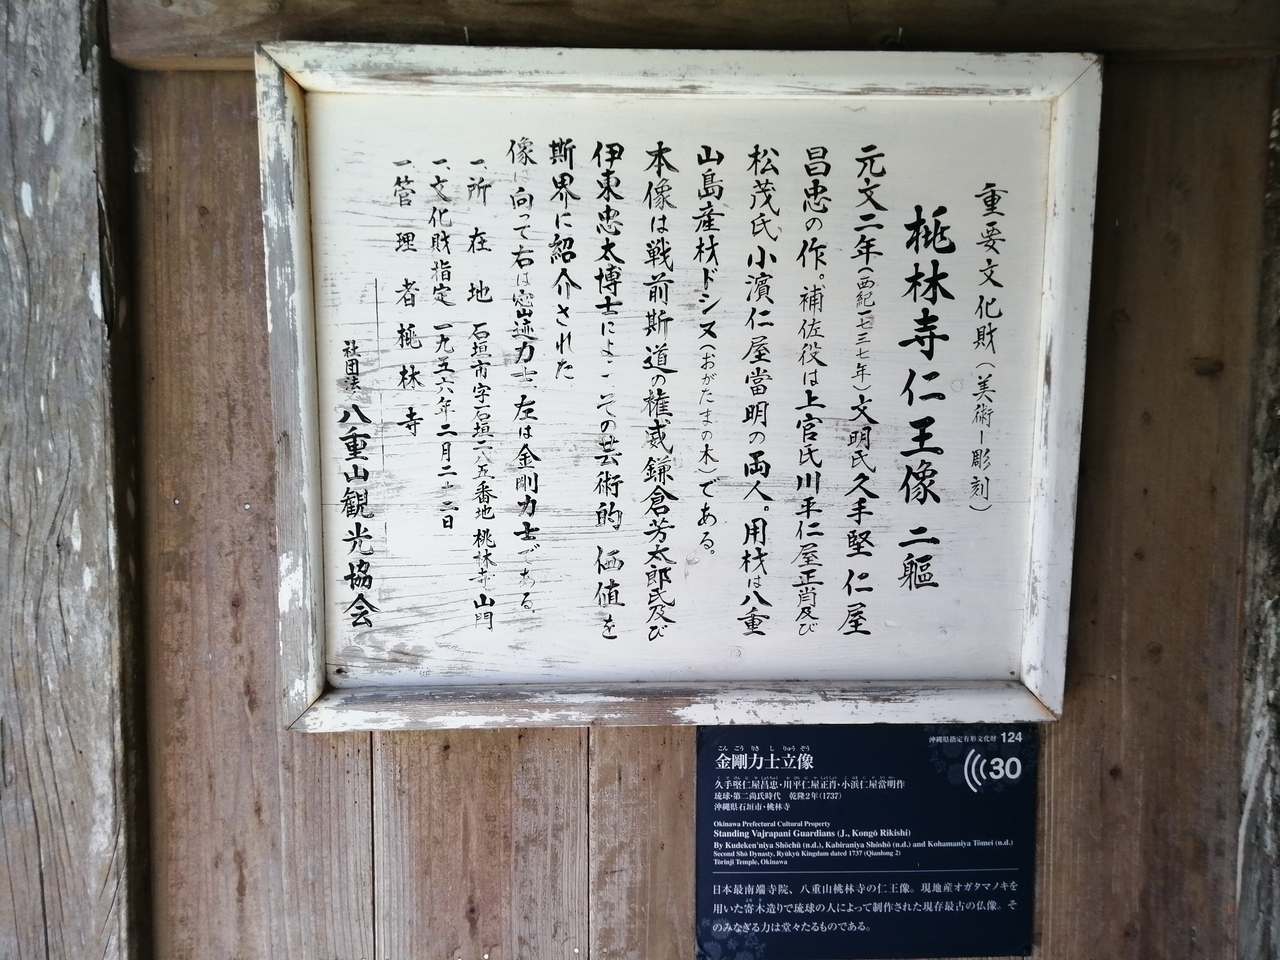 重要文化財(美術ー彫刻)
桃林寺仁王像 二軀
元文二年(西紀一七三七年)文明氏久手堅仁屋
昌忠の作。補佐役は上官氏川平仁屋正肖及び
松茂氏小濱仁屋當明の両人。用材は八重
山島産材ドシヌ(おがたまの木)である。
本像は戦前斯道の権威鎌倉芳太郎氏及び
伊東忠太博士によ その芸術的価値を
斯界に紹介された
像に向って右は密迹力士、左は金剛力士である。
一、所在地 石垣市字石垣二八五番地 桃林寺山門
一、文化財指定 一九五六年二月二十二日
一、管理者 桃林寺
社団法 八重山観光協会
沖縄県指定有形文化財 124
こんごうりきしりゅうぞう
金剛力士立像
30
久手堅仁屋昌忠・川平仁屋正肖・小浜仁屋當明作
琉球・第二尚氏時代 乾隆2年(1737)
沖縄県石垣市・桃林寺
Okinawa Prefectural Cultural Property
Standing Vajrapani Guardians (J., Kongō Rikishi)
By Kudeken'niya Shōchū (n.d.), Kabiraniya Shōshō (n.d.) and Kohamaniya Tōmei (n.d.)
Second Shō Dynasty, Ryūkyū Kingdom dated 1737 (Qianlong 2)
Tōrinji Temple, Okinawa
日本最南端寺院、八重山桃林寺の仁王像。現地産オガタマノキを
用いた寄木造りで琉球の人によって制作された現存最古の仏像。そ
のみなぎる力は堂々たるものである。